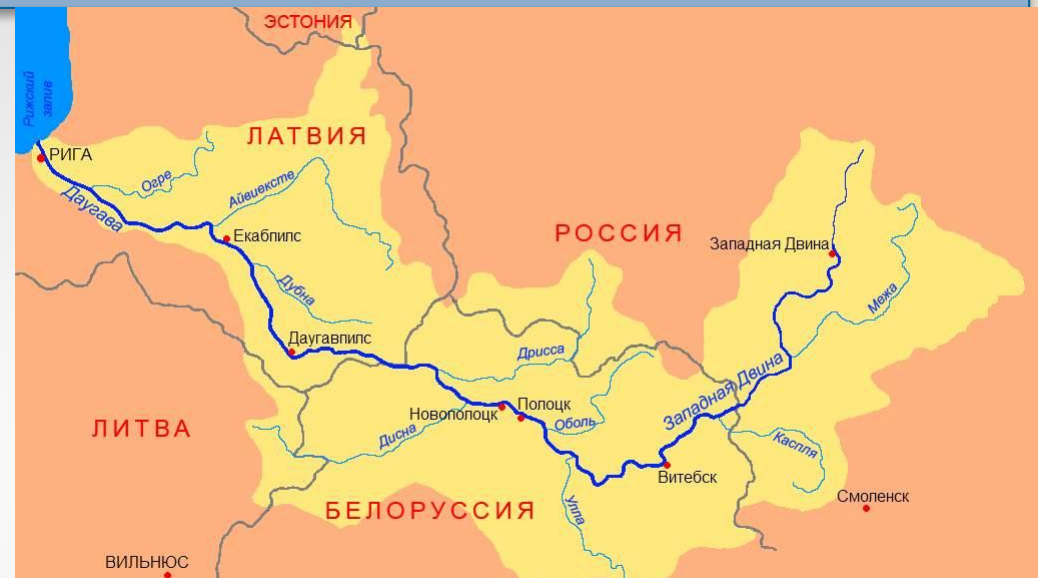 ЭСТОНИЯ
Рижский
залив
ЛАТВИЯ
РИГА
Огре
Айвиексте
Даугава
Екабпилс
РОССИЯ
Западная Двина
Дубна
Межа
Даугавпилс
Дрисса
Западная Двина
Новополоцк
Полоцк
ЛИТВА
Дисна
Оболь
Каспля
Витебск
Улла
Смоленск
БЕЛОРУССИЯ
ВИЛЬНЮС